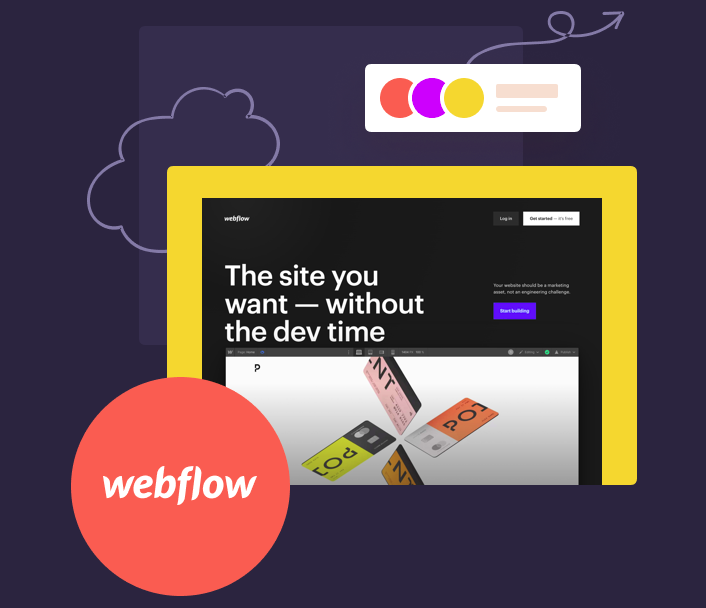 webflow
Log in
Get started — it's free
The site you
want — without
the dev time
Your website should be a marketing
asset, not an engineering challenge.
Start building
webflow